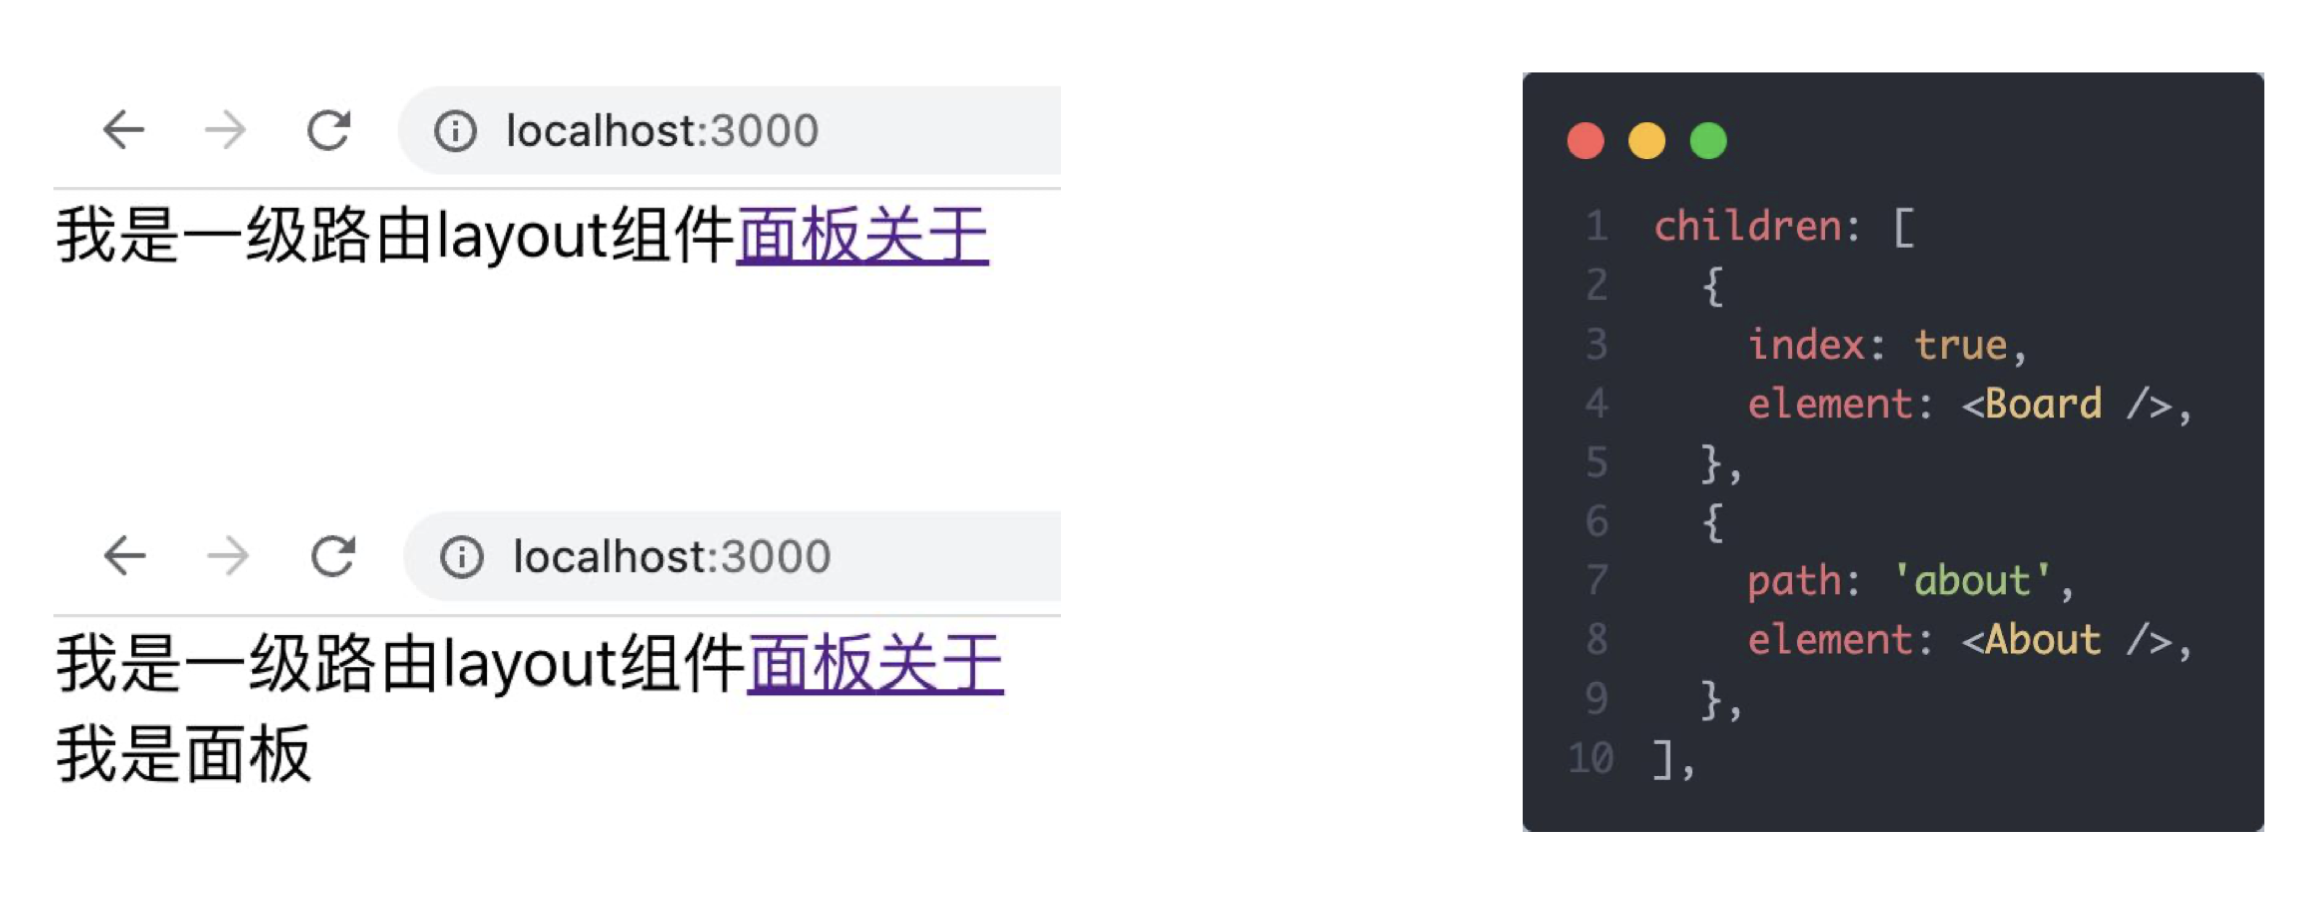 localhost:3000
我是一级路由layout组件面板关于
localhost:3000
我是一级路由layout组件面板关于
我是面板
1 children: [
2   {
3     index: true,
4     element: <Board />,
5   },
6   {
7     path: 'about',
8     element: <About />,
9   },
10 ],